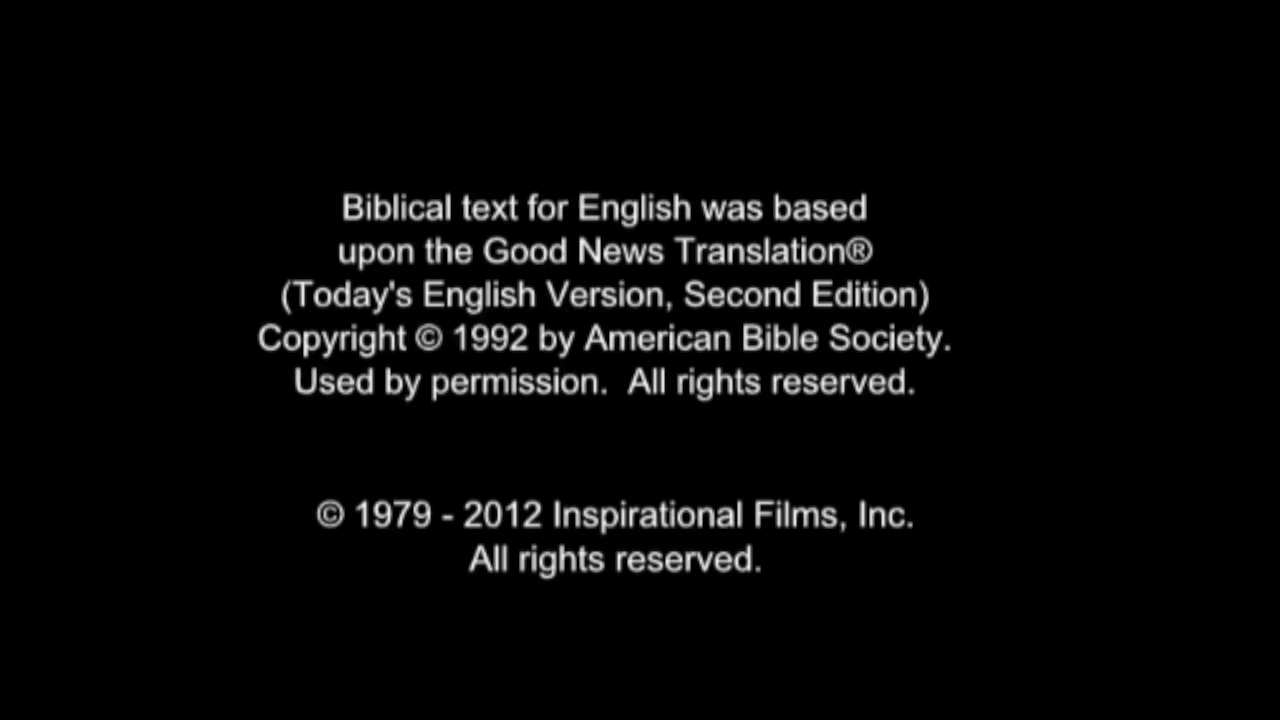 Biblical text for English was based
upon the Good News Translation®
(Today's English Version, Second Edition)
Copyright © 1992 by American Bible Society.
Used by permission.  All rights reserved.
© 1979 - 2012 Inspirational Films, Inc.
All rights reserved.